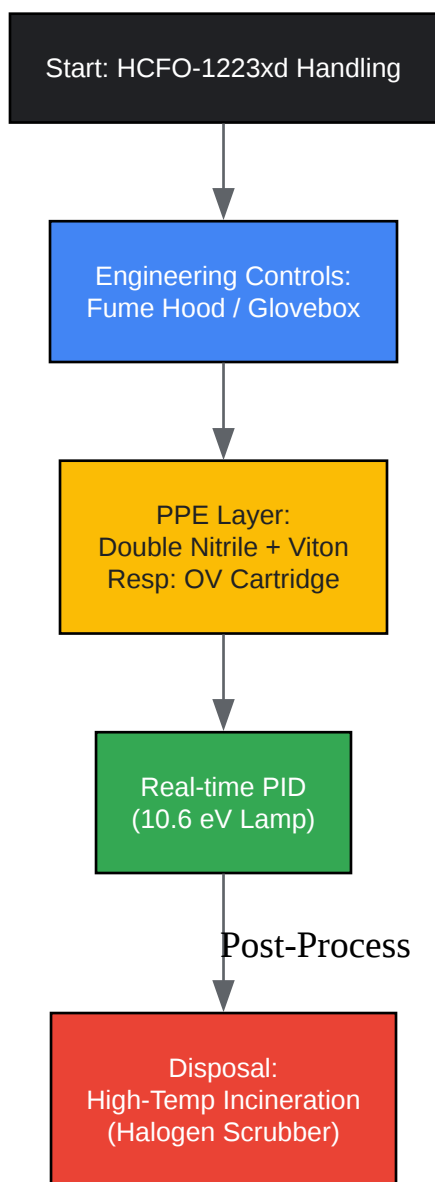 Start: HCFO-1223xd Handling
Engineering Controls:
Fume Hood / Glovebox
PPE Layer:
Double Nitrile + Viton
Resp: OV Cartridge
Real-time PID
(10.6 eV Lamp)
Post-Process
Disposal:
High-Temp Incineration
(Halogen Scrubber)